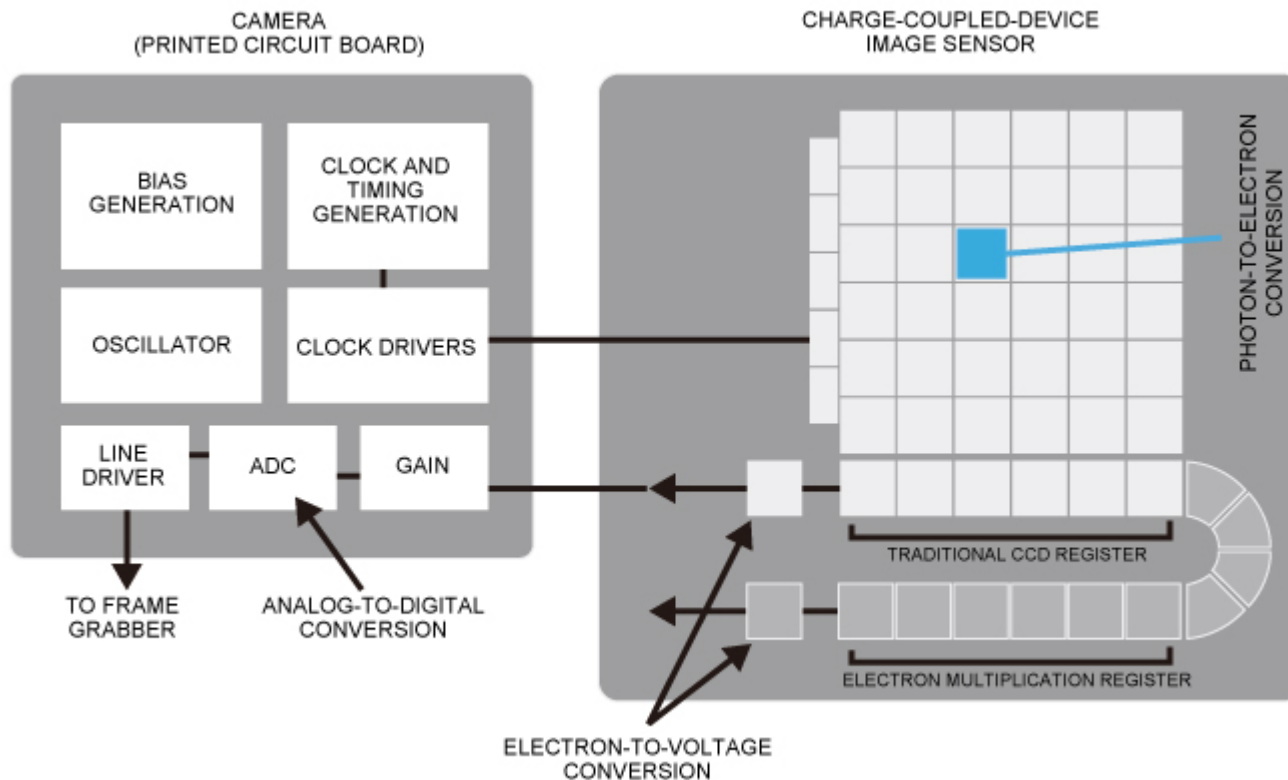 CAMERA
(PRINTED CIRCUIT BOARD)
CHARGE-COUPLED-DEVICE
IMAGE SENSOR
BIAS
GENERATION
CLOCK AND
TIMING
GENERATION
OSCILLATOR
CLOCK DRIVERS
LINE
DRIVER
ADC
GAIN
TO FRAME
GRABBER
ANALOG-TO-DIGITAL
CONVERSION
PHOTON-TO-ELECTRON
CONVERSION
TRADITIONAL CCD REGISTER
ELECTRON MULTIPLICATION REGISTER
ELECTRON-TO-VOLTAGE
CONVERSION